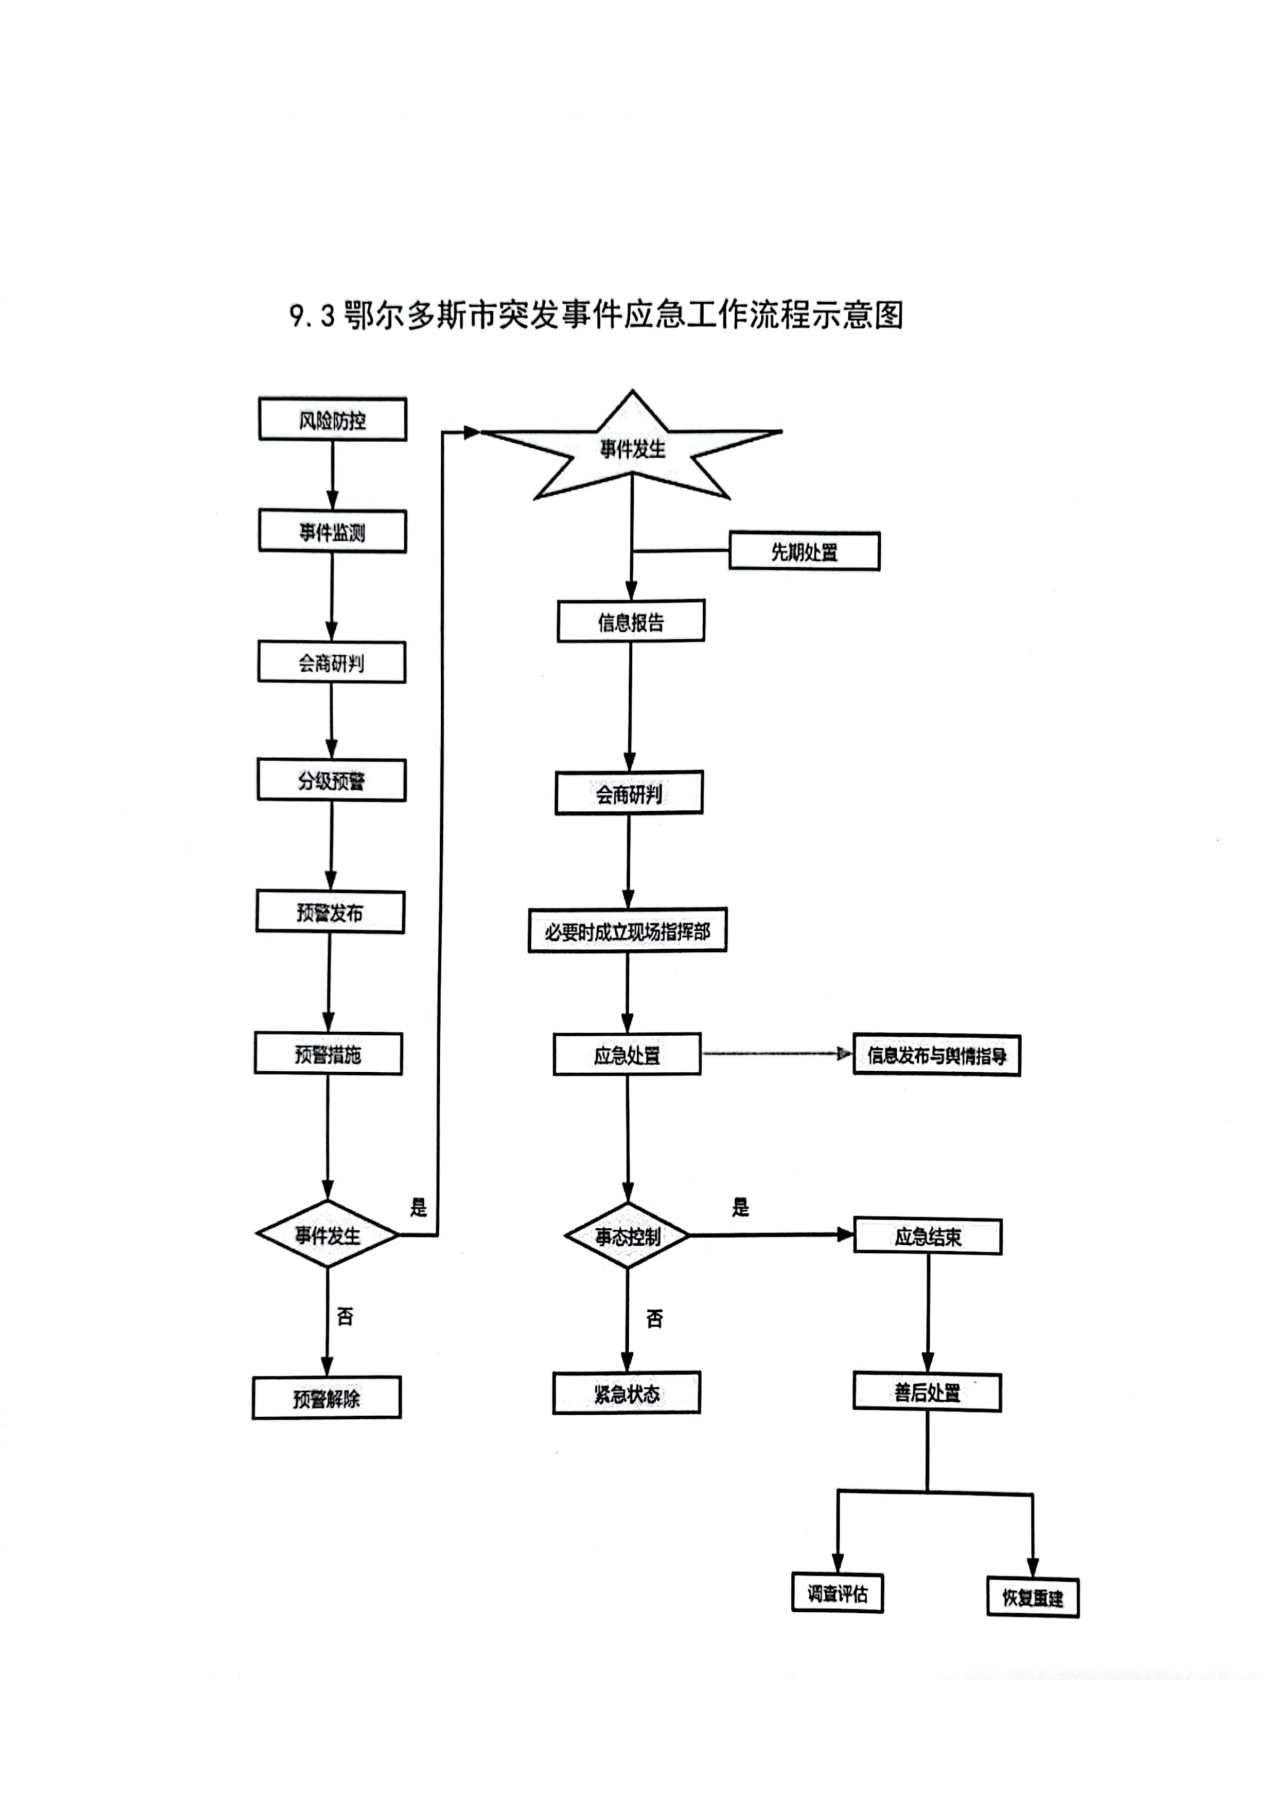 9.3鄂尔多斯市突发事件应急工作流程示意图
风险防控
事件监测
会商研判
分级预警
预警发布
预警措施
事件发生
是
否
预警解除
事件发生
先期处置
信息报告
会商研判
必要时成立现场指挥部
应急处置
信息发布与舆情指导
事态控制
是
否
紧急状态
应急结束
善后处置
调查评估
恢复重建